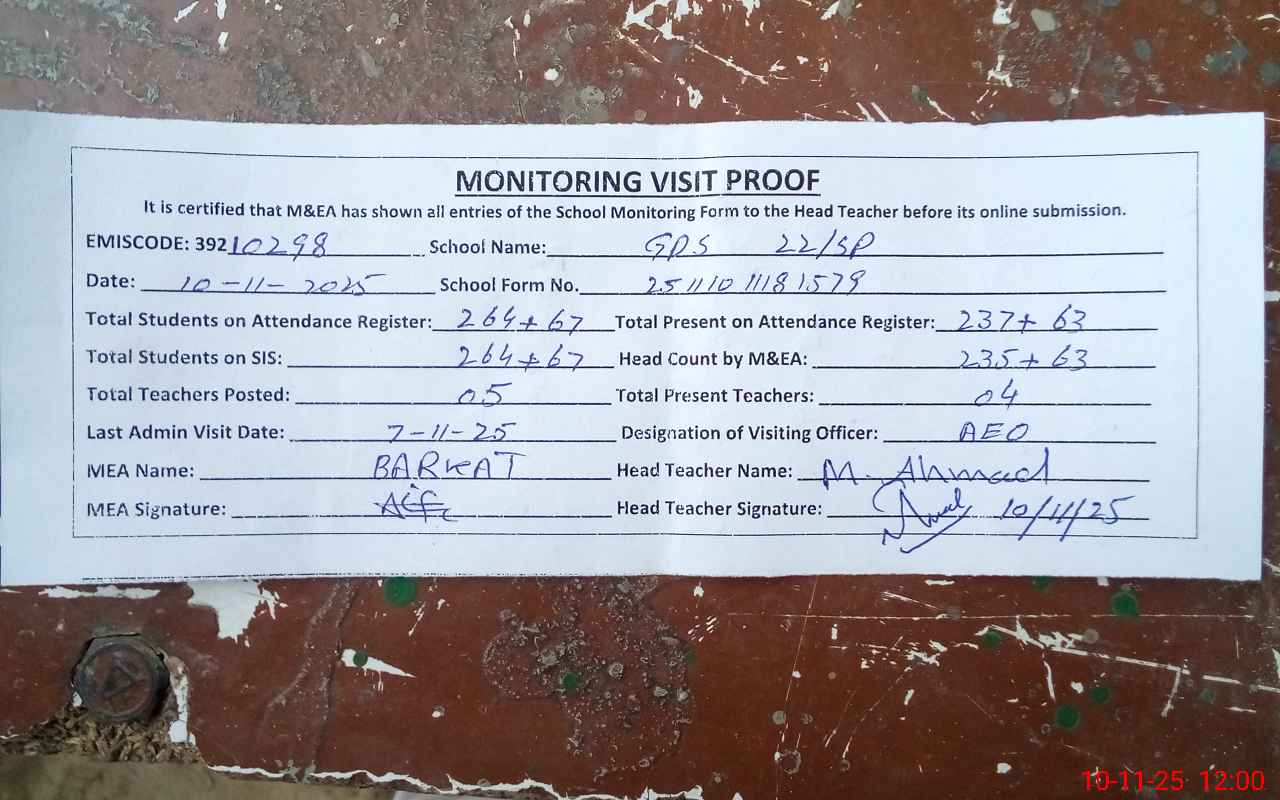 MONITORING VISIT PROOF
It is certified that M&EA has shown all entries of the School Monitoring Form to the Head Teacher before its online submission.
EMISCODE: 39210298 School Name: GPS 22/SP
Date: 10-11-2025 School Form No. 25111011181579
Total Students on Attendance Register: 264+67 Total Present on Attendance Register: 237+63
Total Students on SIS: 264+67 Head Count by M&EA: 235+63
Total Teachers Posted: 05 Total Present Teachers: 04
Last Admin Visit Date: 7-11-25 Designation of Visiting Officer: AEO
MEA Name: BARKAT Head Teacher Name: M. Ahmad
MEA Signature: Head Teacher Signature: 10/11/25
10-11-25 12:00